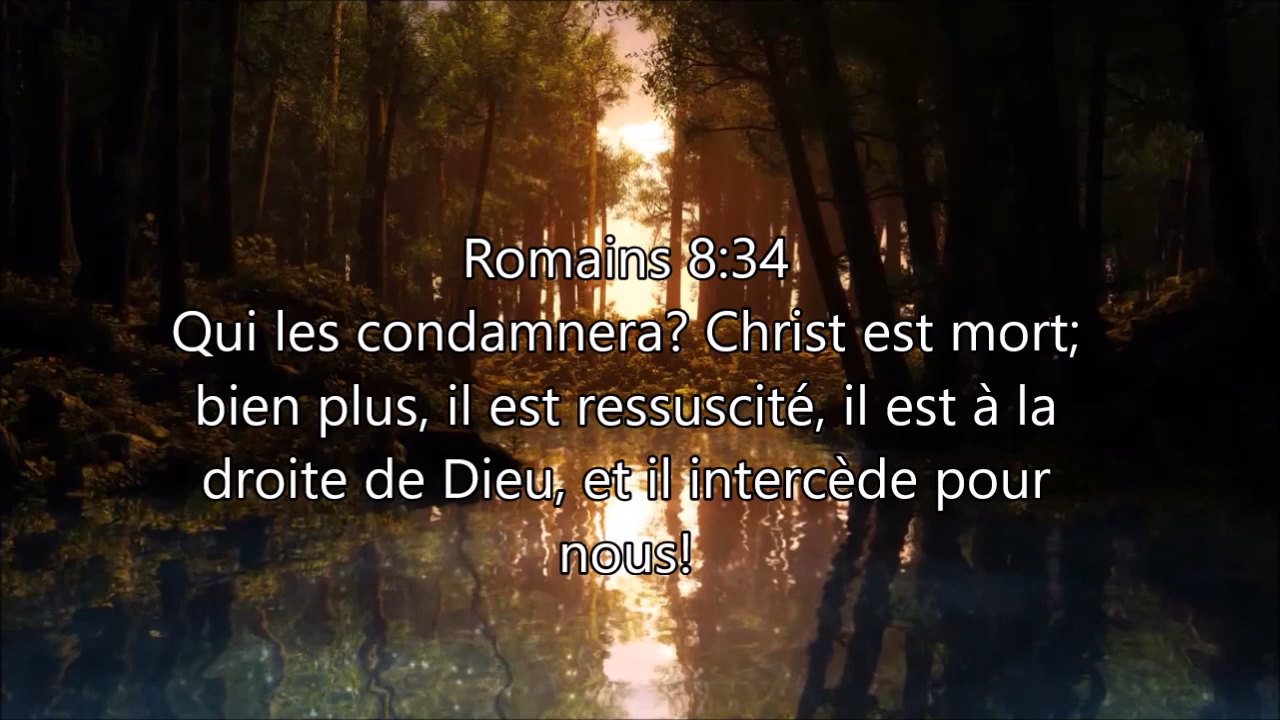 Romains 8:34
Qui les condamnera? Christ est mort;
bien plus, il est ressuscité, il est à la
droite de Dieu, et il intercède pour
nous!